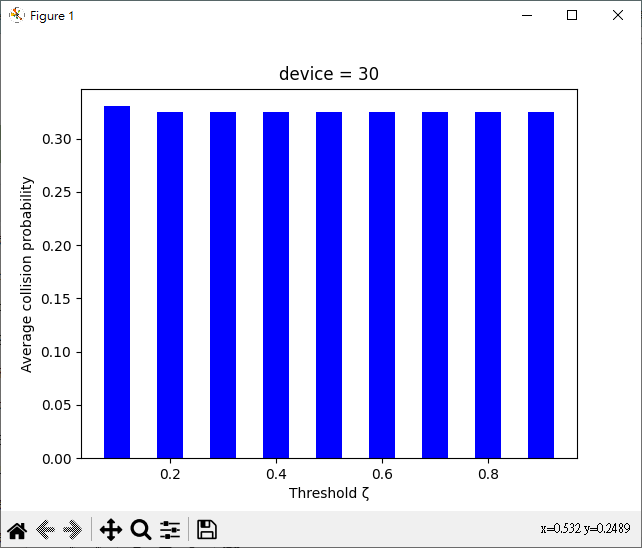 Figure 1
device = 30
0.30
0.25
0.20
0.15
0.10
0.05
0.00
Average collision probability
0.2 0.4 0.6 0.8
Threshold ζ
x=0.532 y=0.2489